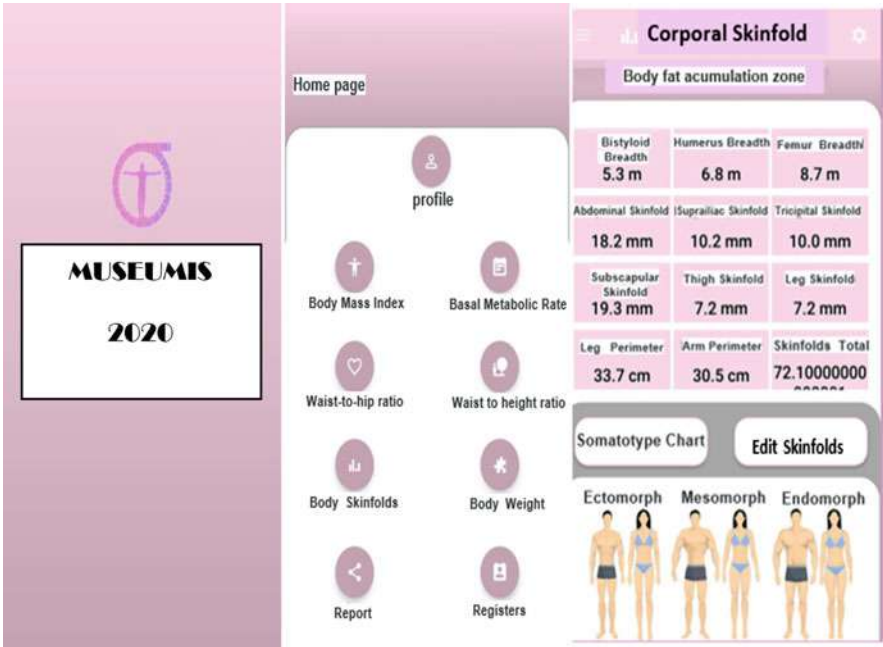 MUSEUMIS
2020
Home page
profile
Body Mass Index
Basal Metabolic Rate
Waist-to-hip ratio
Waist to height ratio
Body Skinfolds
Body Weight
Report
Registers
Corporal Skinfold
Body fat acumulation zone
Bistyloid
Breadth
5.3 m
Humerus Breadth
6.8 m
Femur Breadth
8.7 m
Abdominal Skinfold
18.2 mm
Suprailiac Skinfold
10.2 mm
Tricipital Skinfold
10.0 mm
Subscapular
Skinfold
19.3 mm
Thigh Skinfold
7.2 mm
Leg Skinfold
7.2 mm
Leg Perimeter
33.7 cm
Arm Perimeter
30.5 cm
Skinfolds Total
72.10000000
Somatotype Chart
Edit Skinfolds
Ectomorph
Mesomorph
Endomorph